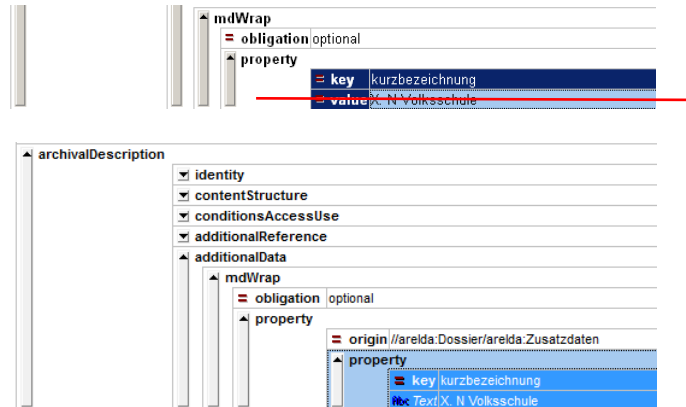 mdWrap
= obligation optional
property
= key kurzbezeichnung
= value X. N Volksschule
archivalDescription
identity
contentStructure
conditionsAccessUse
additionalReference
additionalData
mdWrap
= obligation optional
property
= origin //arelda:Dossier/arelda:Zusatzdaten
property
= key kurzbezeichnung
Abc Text X. N Volksschule